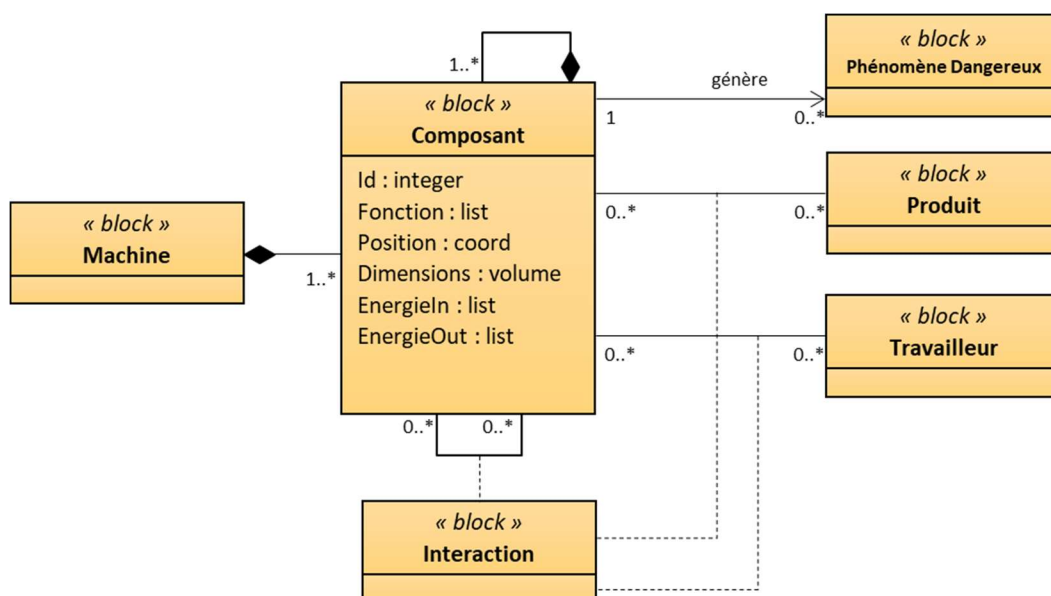 « block »
Phénomène Dangereux
1..*
génère
1
0..*
« block »
Composant
Id : integer
Fonction : list
Position : coord
Dimensions : volume
EnergieIn : list
EnergieOut : list
« block »
Produit
0..*
0..*
« block »
Machine
1..*
« block »
Travailleur
0..*
0..*
0..*
0..*
« block »
Interaction